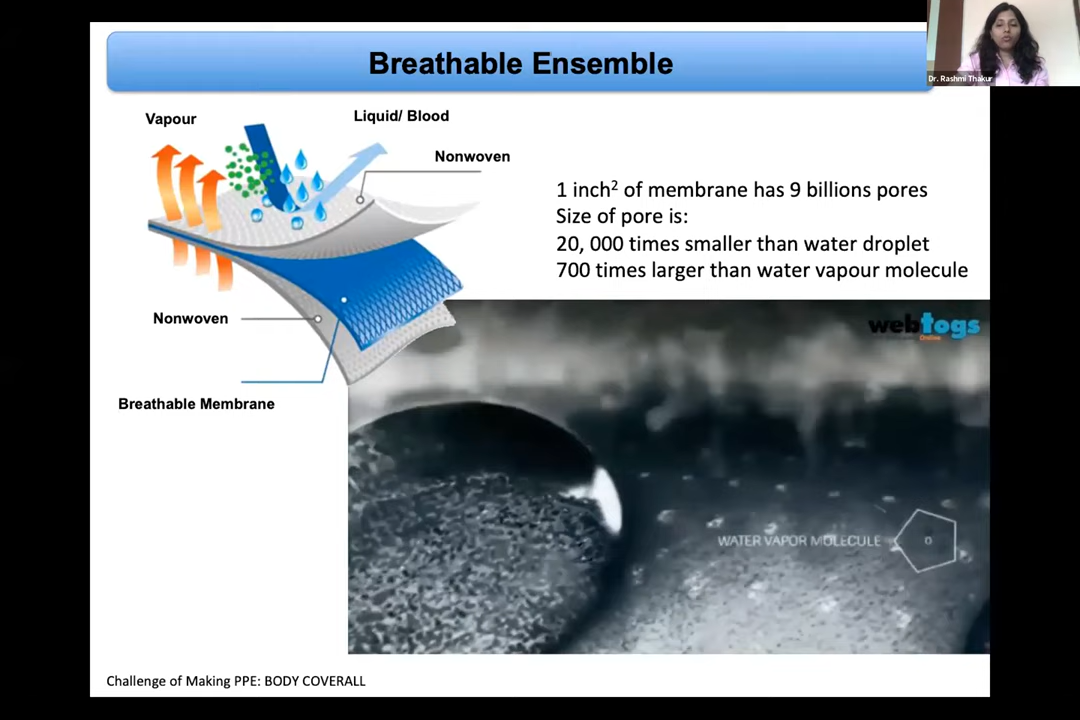 Breathable Ensemble
Dr. Rashmi Thakur
Vapour
Liquid/ Blood
Nonwoven
1 inch² of membrane has 9 billions pores
Size of pore is:
20, 000 times smaller than water droplet
700 times larger than water vapour molecule
Nonwoven
Breathable Membrane
webtogs
Online
WATER VAPOR MOLECULE
Challenge of Making PPE: BODY COVERALL